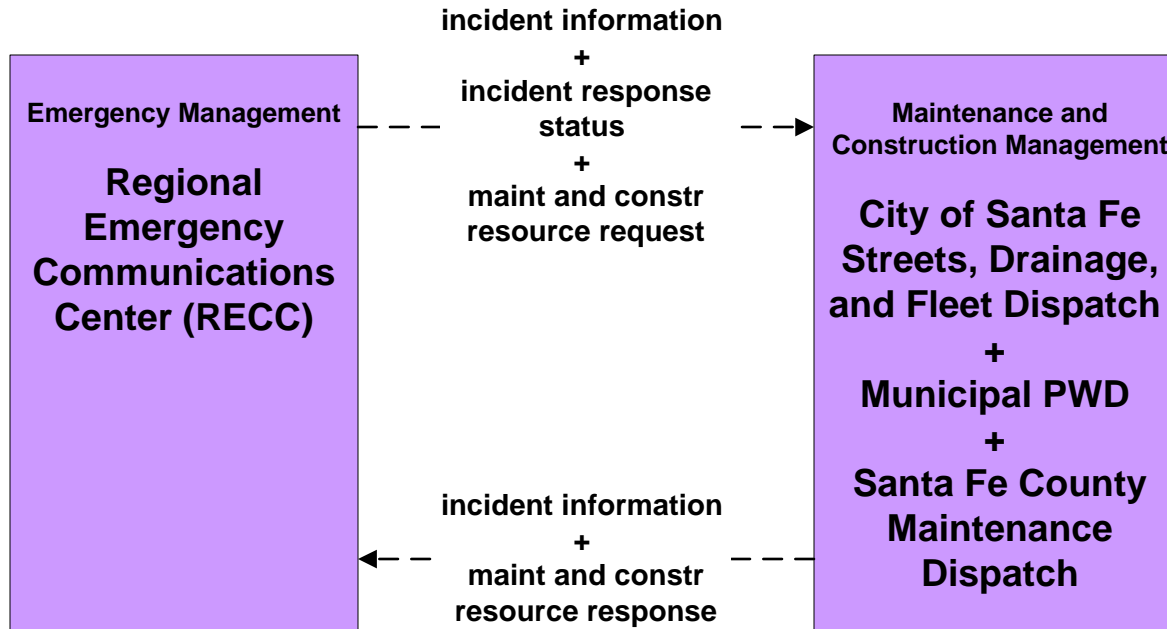 Emergency Management
Regional
Emergency
Communications
Center (RECC)
incident information
+
incident response
status
+
maint and constr
resource request
incident information
+
maint and constr
resource response
Maintenance and
Construction Management
City of Santa Fe
Streets, Drainage,
and Fleet Dispatch
+
Municipal PWD
+
Santa Fe County
Maintenance
Dispatch